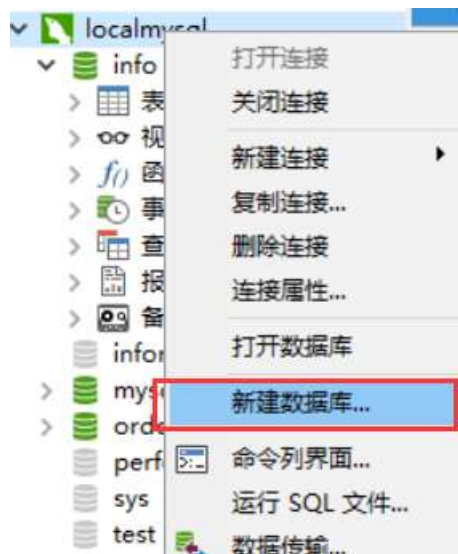 localmysql
info
表
视
f()
函
事
查
报
备
infor
mys
orde
perf
sys
test
打开连接
关闭连接
新建连接
复制连接...
删除连接
连接属性...
打开数据库
新建数据库...
命令列界面...
运行 SQL 文件...
数据传输...